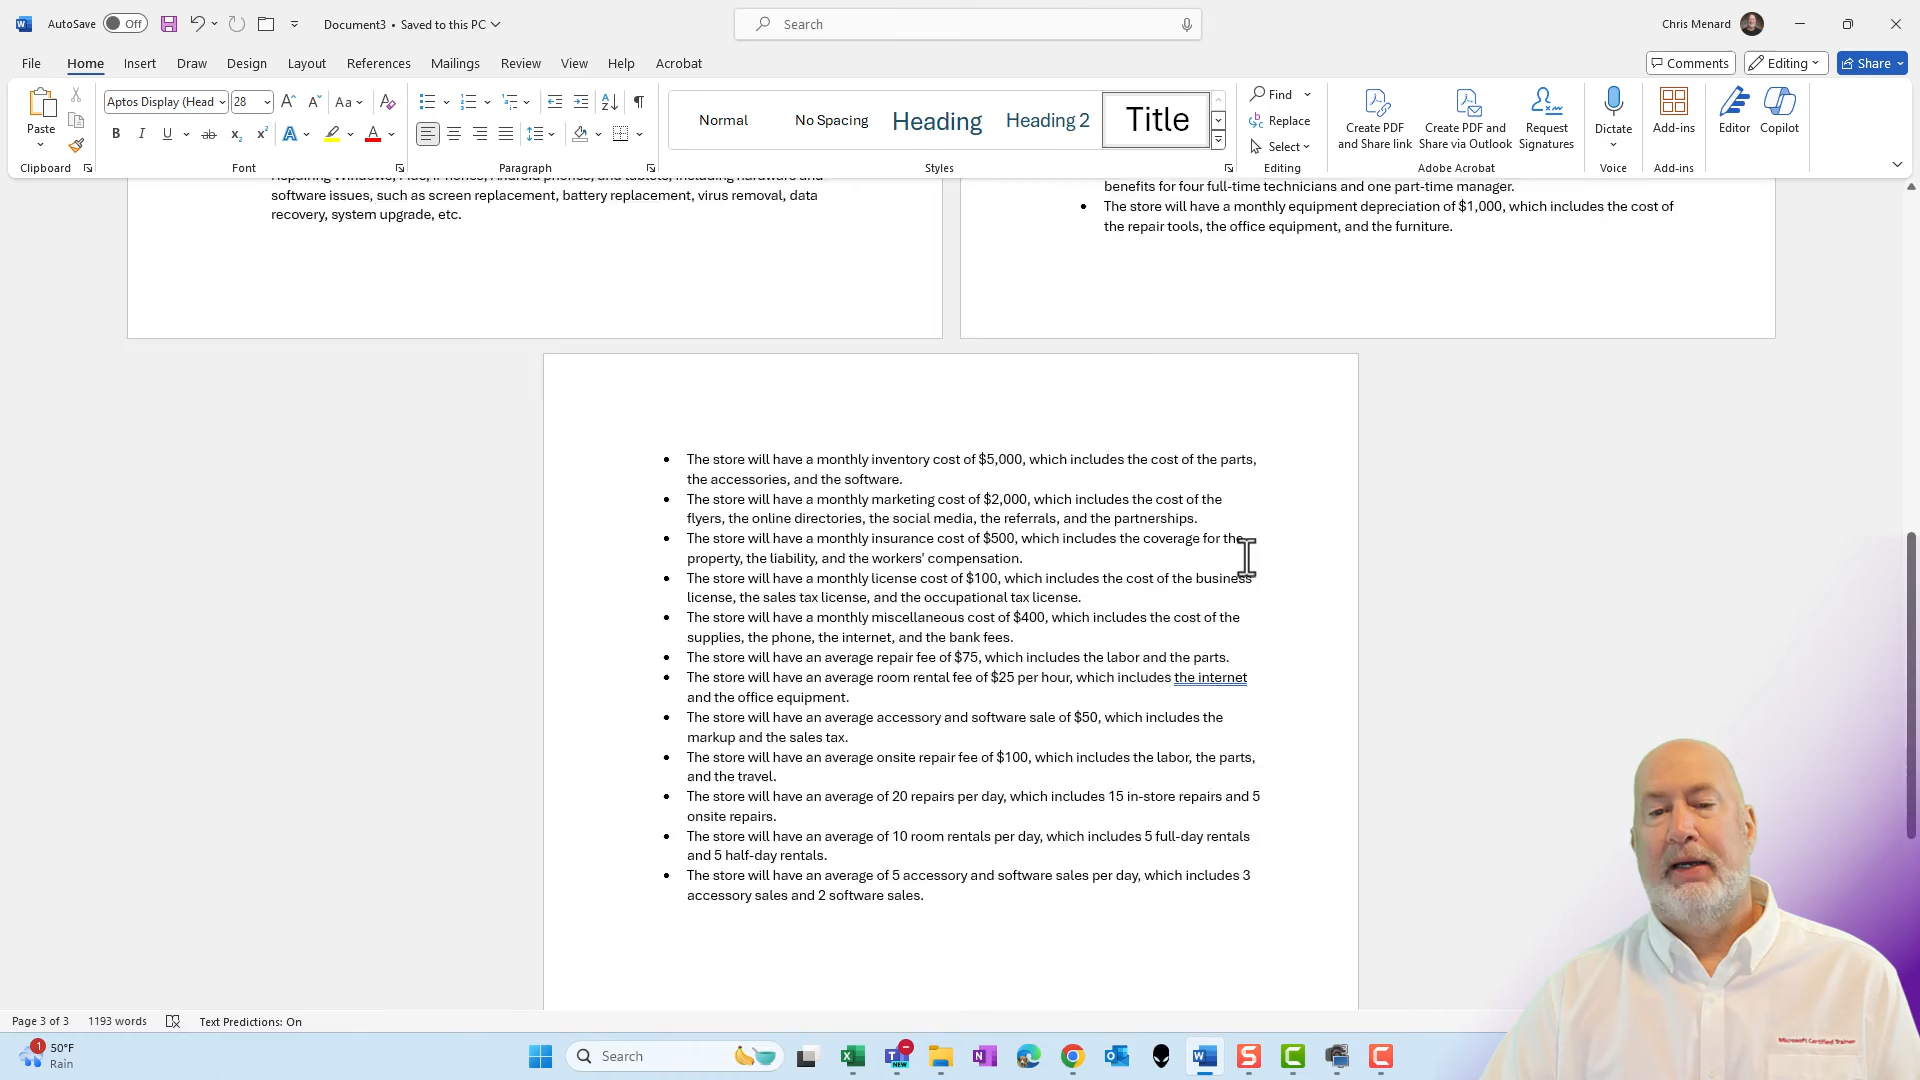 AutoSave Off Document3 • Saved to this PC Search Chris Menard
File Home Insert Draw Design Layout References Mailings Review View Help Acrobat Comments Editing Share
Paste Aptos Display (Head 28 Aa Normal No Spacing Heading Heading 2 Title Find Replace Select Create PDF and Share link Create PDF and Share via Outlook Request Signatures Dictate Add-ins Editor Copilot
Clipboard Font Paragraph Styles Editing Adobe Acrobat Voice Add-ins
software issues, such as screen replacement, battery replacement, virus removal, data
recovery, system upgrade, etc.
benefits for four full-time technicians and one part-time manager.
• The store will have a monthly equipment depreciation of $1,000, which includes the cost of
the repair tools, the office equipment, and the furniture.
• The store will have a monthly inventory cost of $5,000, which includes the cost of the parts,
the accessories, and the software.
• The store will have a monthly marketing cost of $2,000, which includes the cost of the
flyers, the online directories, the social media, the referrals, and the partnerships.
• The store will have a monthly insurance cost of $500, which includes the coverage for the
property, the liability, and the workers' compensation.
• The store will have a monthly license cost of $100, which includes the cost of the business
license, the sales tax license, and the occupational tax license.
• The store will have a monthly miscellaneous cost of $400, which includes the cost of the
supplies, the phone, the internet, and the bank fees.
• The store will have an average repair fee of $75, which includes the labor and the parts.
• The store will have an average room rental fee of $25 per hour, which includes the internet
and the office equipment.
• The store will have an average accessory and software sale of $50, which includes the
markup and the sales tax.
• The store will have an average onsite repair fee of $100, which includes the labor, the parts,
and the travel.
• The store will have an average of 20 repairs per day, which includes 15 in-store repairs and 5
onsite repairs.
• The store will have an average of 10 room rentals per day, which includes 5 full-day rentals
and 5 half-day rentals.
• The store will have an average of 5 accessory and software sales per day, which includes 3
accessory sales and 2 software sales.
Microsoft Certified Trainer
Page 3 of 3 1193 words Text Predictions: On
1 50°F
Rain
Search
NEW